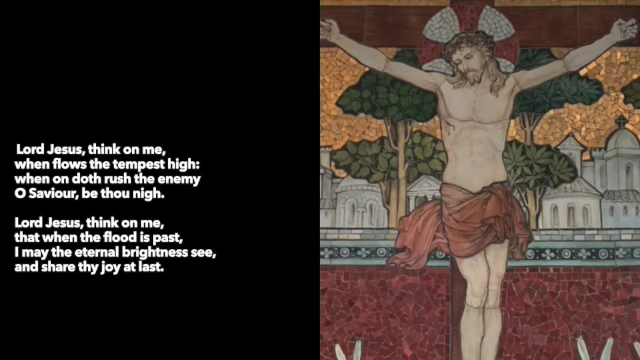 Lord Jesus, think on me,
when flows the tempest high:
when on doth rush the enemy
O Saviour, be thou nigh.
Lord Jesus, think on me,
that when the flood is past,
I may the eternal brightness see,
and share thy joy at last.